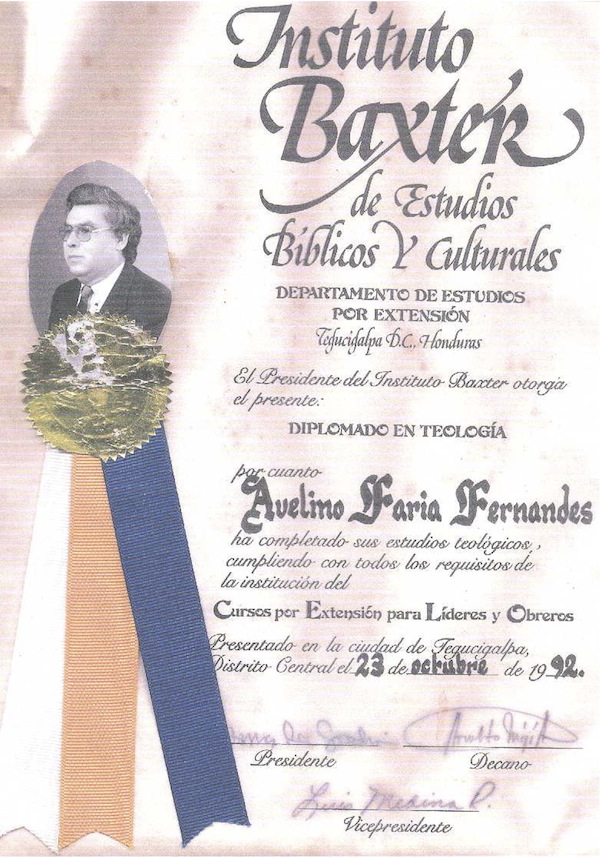 Instituto
Baxter
de Estudios
Bíblicos Y Culturales
DEPARTAMENTO DE ESTUDIOS
POR EXTENSIÓN
Tegucigalpa D.C., Honduras
El Presidente del Instituto Baxter otorga
el presente:
DIPLOMADO EN TEOLOGÍA
por cuanto
Avelino Faria Fernandes
ha completado sus estudios teológicos,
cumpliendo con todos los requisitos de
la institución del
Cursos por Extensión para Líderes y Obreros
Presentado en la ciudad de Tegucigalpa,
Distrito Central el 23 de octubre de 1992.
Presidente
Decano
Luis Medina R.
Vicepresidente